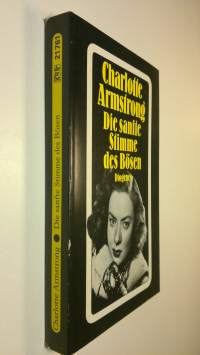 Charlotte
Armstrong
Die sanfte
Stimme
des Bösen
Diogenes
Charlotte Armstrong ● Die sanfte Stimme des Bösen
detebe 21761